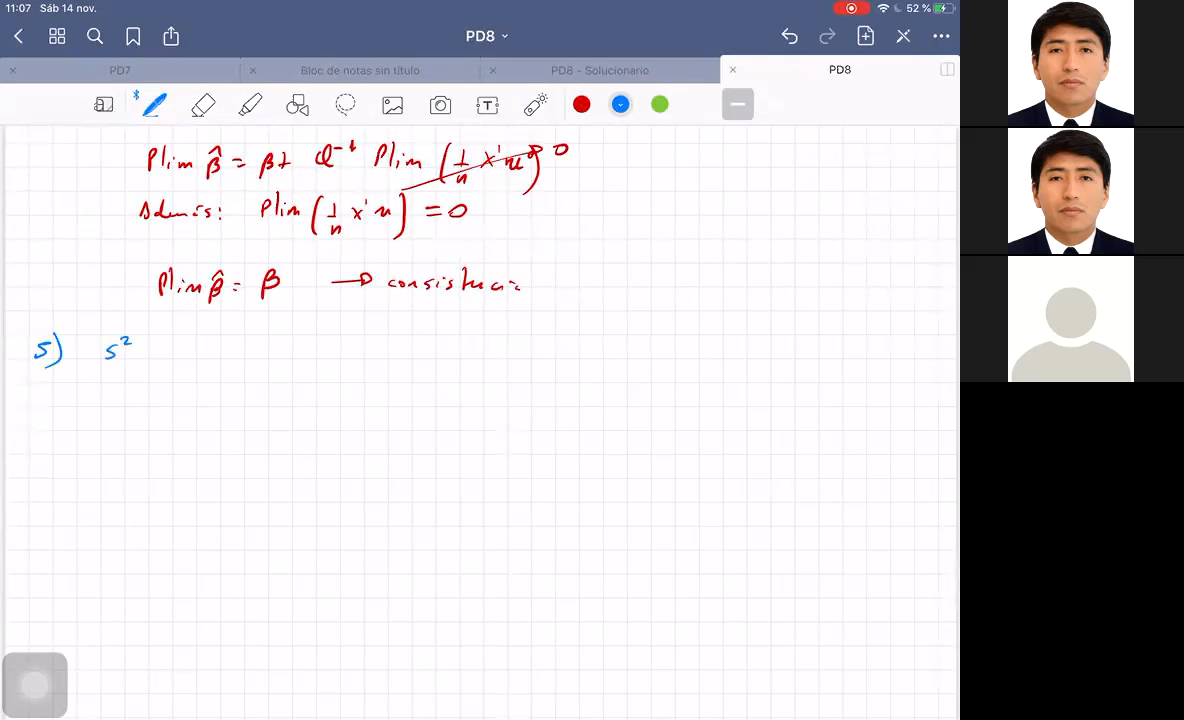 11:07 Sáb 14 nov.
52 %
PD8
PD7
Bloc de notas sin título
PD8 - Solucionario
PD8
Plim β̂ = β + Q⁻¹ Plim (1/n X'u) 0
Además: Plim (1/n X'u) = 0
Plim β̂ = β → consistencia
5) s²